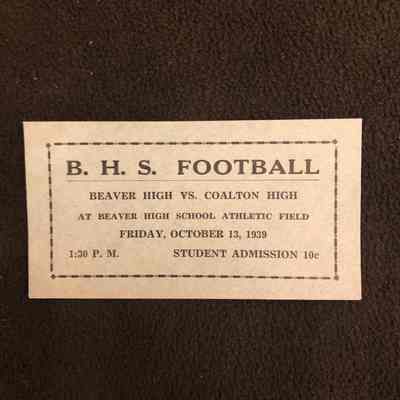 B. H. S. FOOTBALL
BEAVER HIGH VS. COALTON HIGH
AT BEAVER HIGH SCHOOL ATHLETIC FIELD
FRIDAY, OCTOBER 13, 1939
1:30 P. M. STUDENT ADMISSION 10c